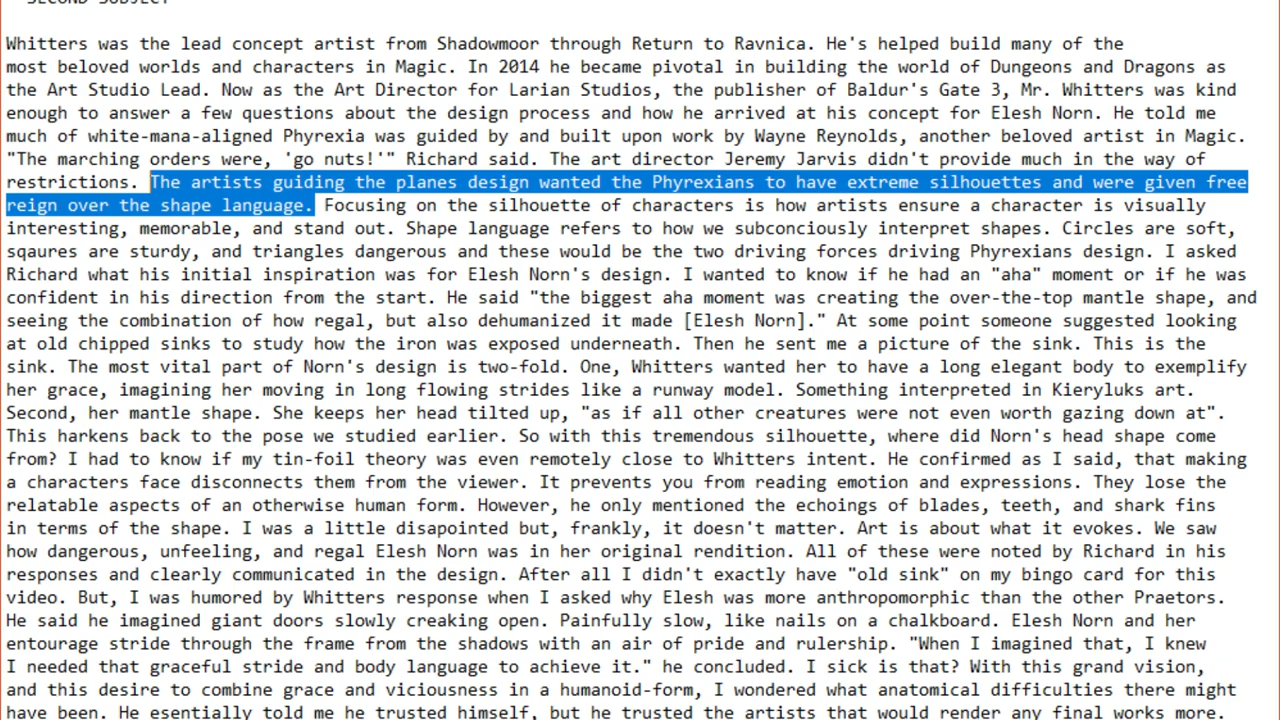 SECOND SUBJECT
Whitters was the lead concept artist from Shadowmoor through Return to Ravnica. He's helped build many of the
most beloved worlds and characters in Magic. In 2014 he became pivotal in building the world of Dungeons and Dragons as
the Art Studio Lead. Now as the Art Director for Larian Studios, the publisher of Baldur's Gate 3, Mr. Whitters was kind
enough to answer a few questions about the design process and how he arrived at his concept for Elesh Norn. He told me
much of white-mana-aligned Phyrexia was guided by and built upon work by Wayne Reynolds, another beloved artist in Magic.
"The marching orders were, 'go nuts!'" Richard said. The art director Jeremy Jarvis didn't provide much in the way of
restrictions. The artists guiding the planes design wanted the Phyrexians to have extreme silhouettes and were given free
reign over the shape language. Focusing on the silhouette of characters is how artists ensure a character is visually
interesting, memorable, and stand out. Shape language refers to how we subconciously interpret shapes. Circles are soft,
sqaures are sturdy, and triangles dangerous and these would be the two driving forces driving Phyrexians design. I asked
Richard what his initial inspiration was for Elesh Norn's design. I wanted to know if he had an "aha" moment or if he was
confident in his direction from the start. He said "the biggest aha moment was creating the over-the-top mantle shape, and
seeing the combination of how regal, but also dehumanized it made [Elesh Norn]." At some point someone suggested looking
at old chipped sinks to study how the iron was exposed underneath. Then he sent me a picture of the sink. This is the
sink. The most vital part of Norn's design is two-fold. One, Whitters wanted her to have a long elegant body to exemplify
her grace, imagining her moving in long flowing strides like a runway model. Something interpreted in Kieryluks art.
Second, her mantle shape. She keeps her head tilted up, "as if all other creatures were not even worth gazing down at".
This harkens back to the pose we studied earlier. So with this tremendous silhouette, where did Norn's head shape come
from? I had to know if my tin-foil theory was even remotely close to Whitters intent. He confirmed as I said, that making
a characters face disconnects them from the viewer. It prevents you from reading emotion and expressions. They lose the
relatable aspects of an otherwise human form. However, he only mentioned the echoings of blades, teeth, and shark fins
in terms of the shape. I was a little disapointed but, frankly, it doesn't matter. Art is about what it evokes. We saw
how dangerous, unfeeling, and regal Elesh Norn was in her original rendition. All of these were noted by Richard in his
responses and clearly communicated in the design. After all I didn't exactly have "old sink" on my bingo card for this
video. But, I was humored by Whitters response when I asked why Elesh was more anthropomorphic than the other Praetors.
He said he imagined giant doors slowly creaking open. Painfully slow, like nails on a chalkboard. Elesh Norn and her
entourage stride through the frame from the shadows with an air of pride and rulership. "When I imagined that, I knew
I needed that graceful stride and body language to achieve it." he concluded. I sick is that? With this grand vision,
and this desire to combine grace and viciousness in a humanoid-form, I wondered what anatomical difficulties there might
have been. He esentially told me he trusted himself, but he trusted the artists that would render any final works more.